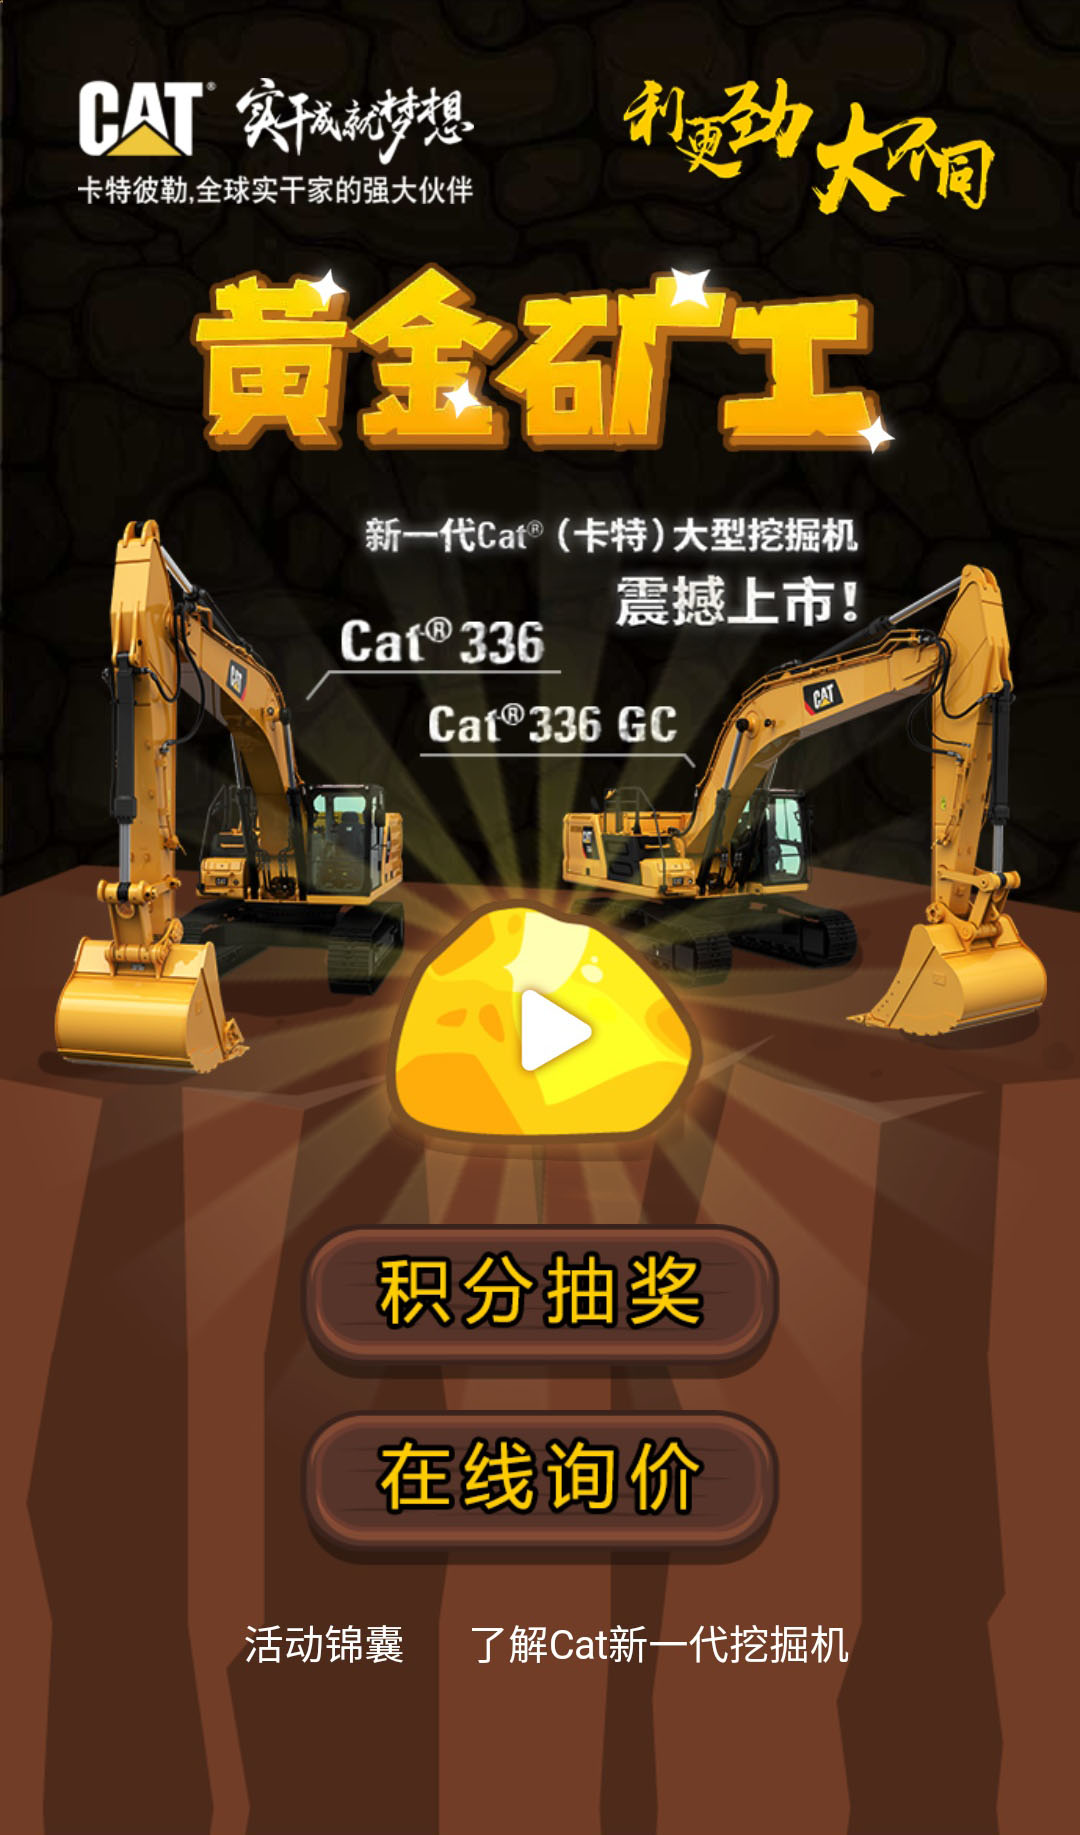 CAT® 实干成就梦想
卡特彼勒,全球实干家的强大伙伴
利更劲
大不同
黄金矿工
新一代Cat®(卡特)大型挖掘机
震撼上市!
Cat® 336
Cat® 336 GC
CAT
CAT
积分抽奖
在线询价
活动锦囊 了解Cat新一代挖掘机